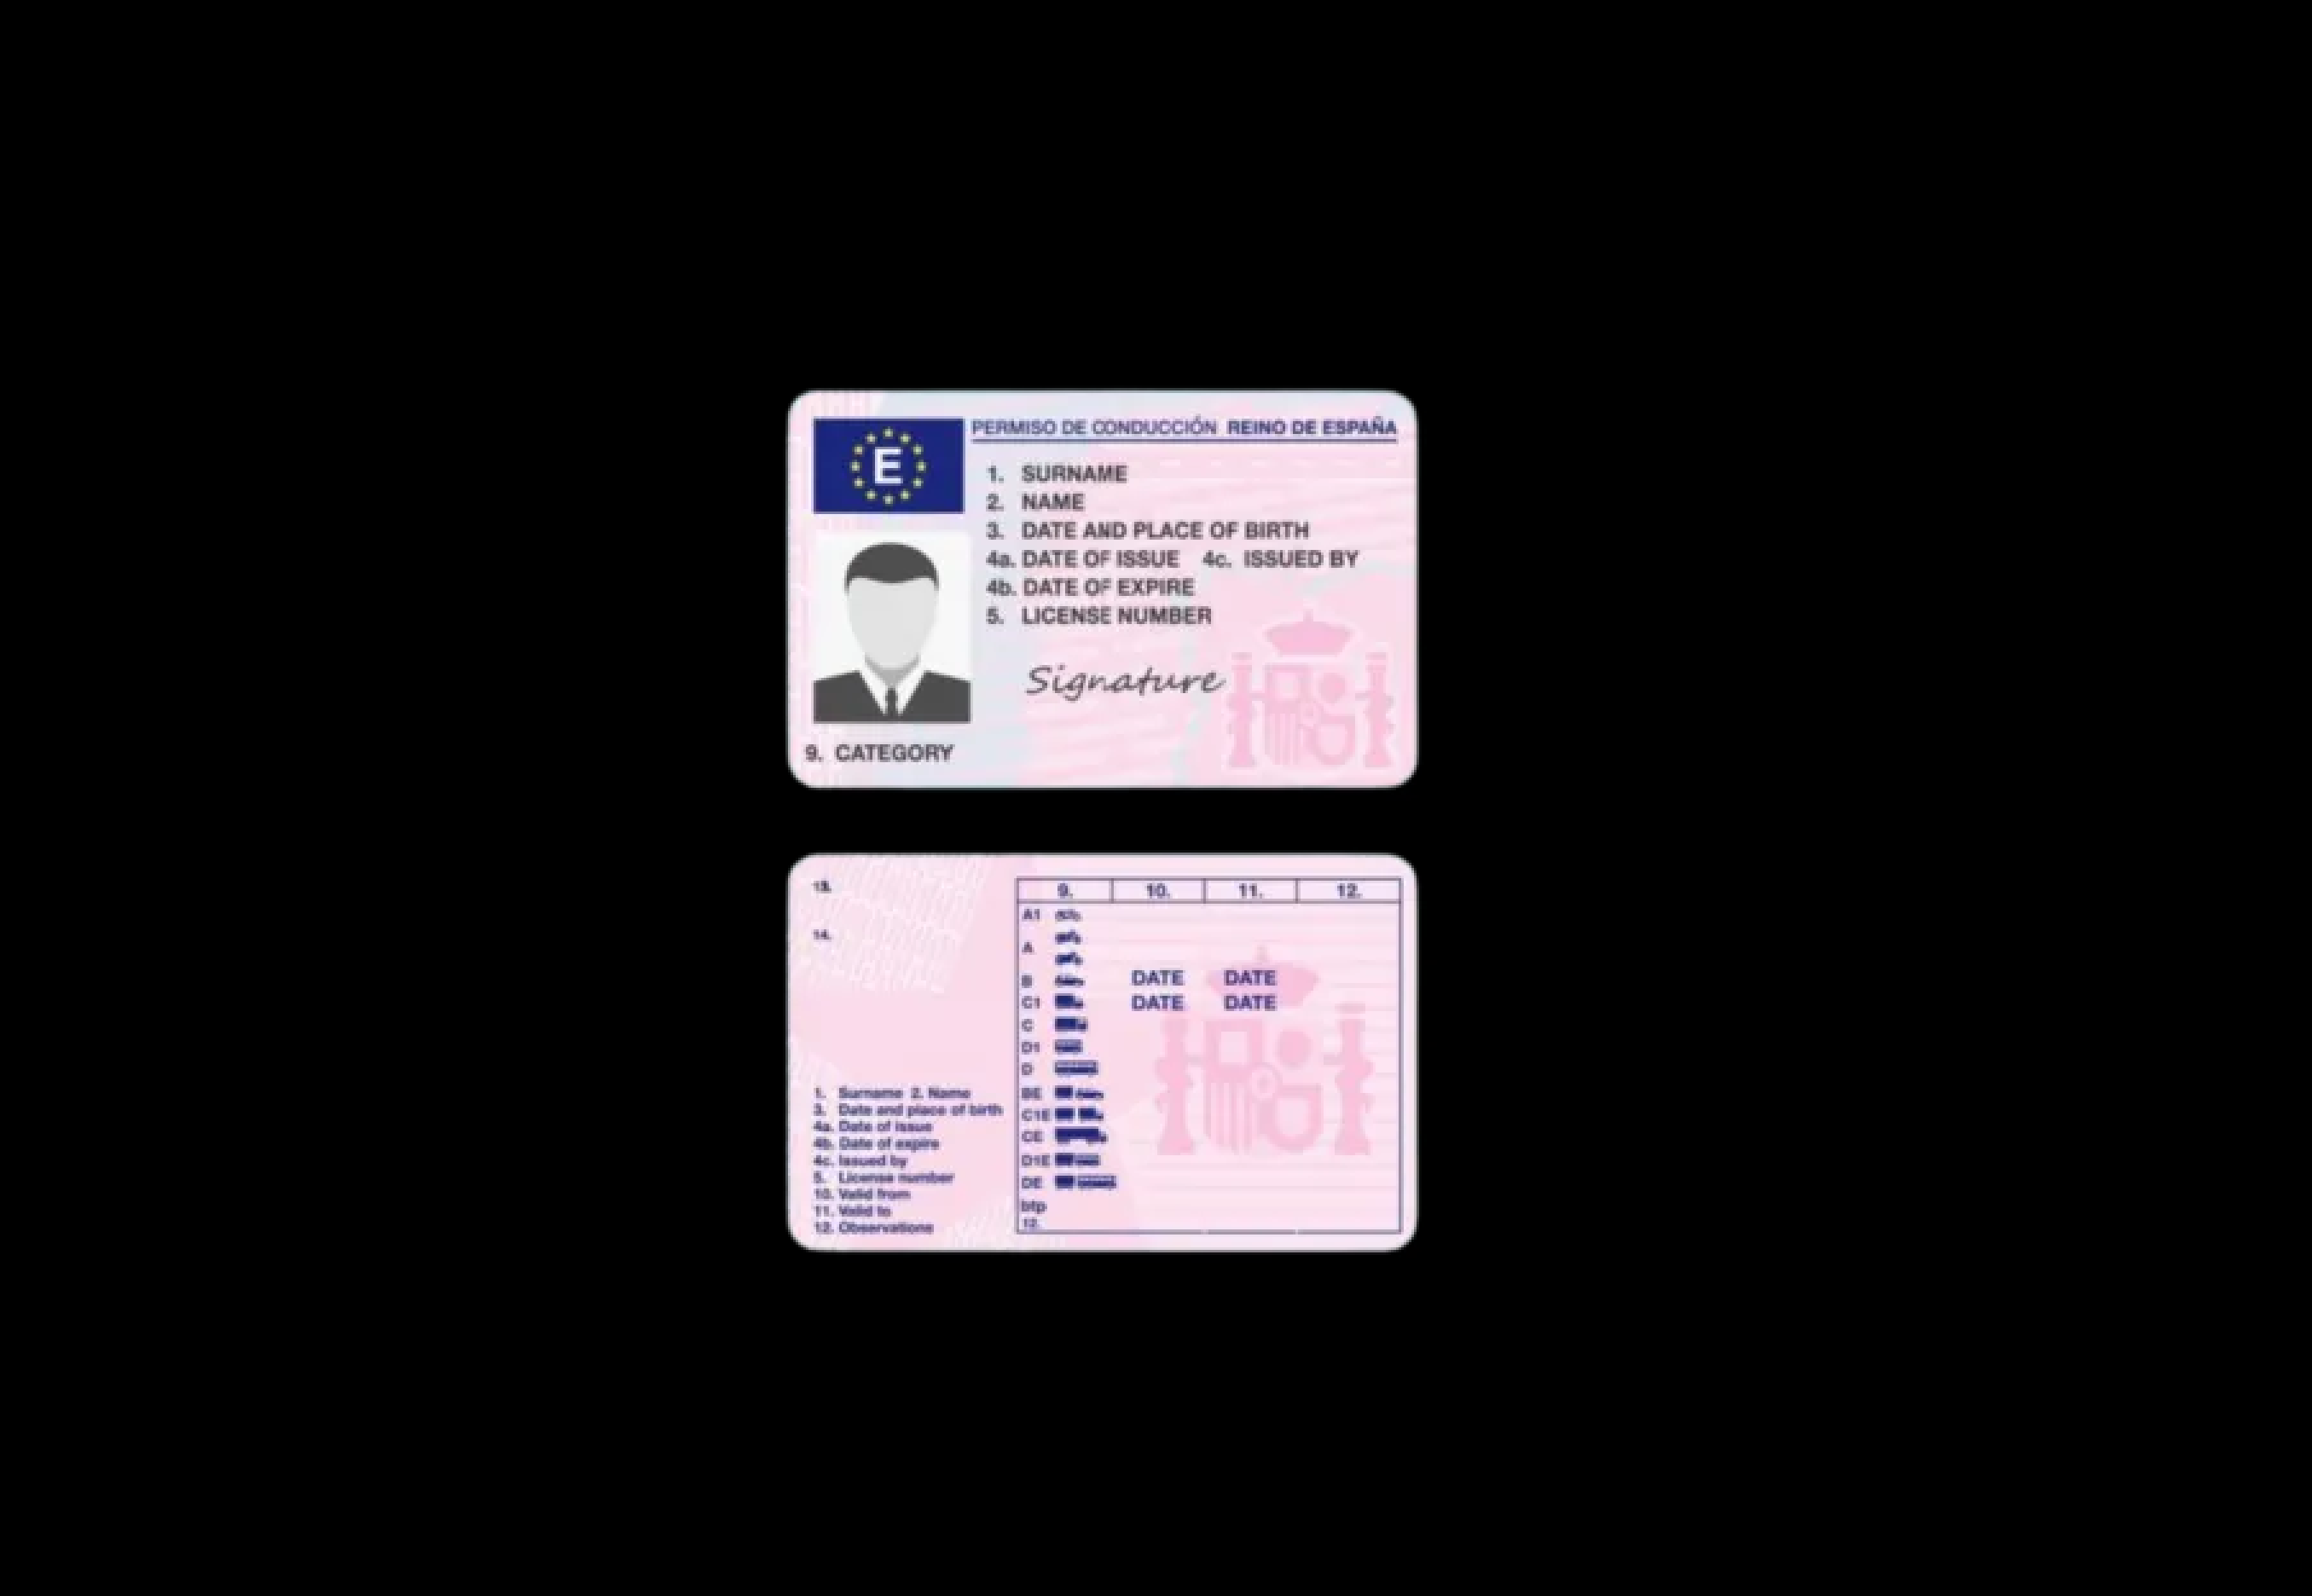 E
PERMISO DE CONDUCCIÓN REINO DE ESPAÑA
1. SURNAME
2. NAME
3. DATE AND PLACE OF BIRTH
4a. DATE OF ISSUE 4c. ISSUED BY
4b. DATE OF EXPIRE
5. LICENSE NUMBER
Signature
9. CATEGORY
13.
14.
1. Surname 2. Name
3. Date and place of birth
4a. Date of issue
4b. Date of expire
4c. Issued by
5. License number
10. Valid from
11. Valid to
12. Observations
9. 10. 11. 12.
A1
A
B DATE DATE
C1 DATE DATE
C
D1
D
BE
C1E
CE
D1E
DE
btp
12.